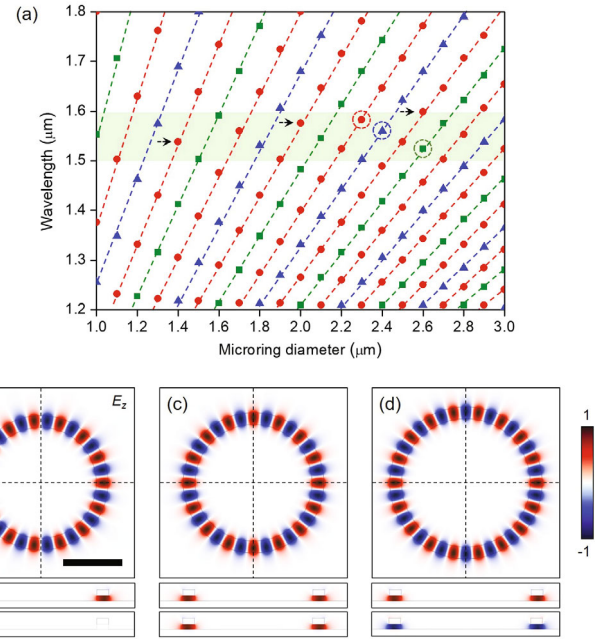 (a)
1.8
1.7
1.6
1.5
1.4
1.3
1.2
Wavelength (μm)
1.0 1.2 1.4 1.6 1.8 2.0 2.2 2.4 2.6 2.8 3.0
Microring diameter (μm)
E_z
(c)
(d)
1
-1